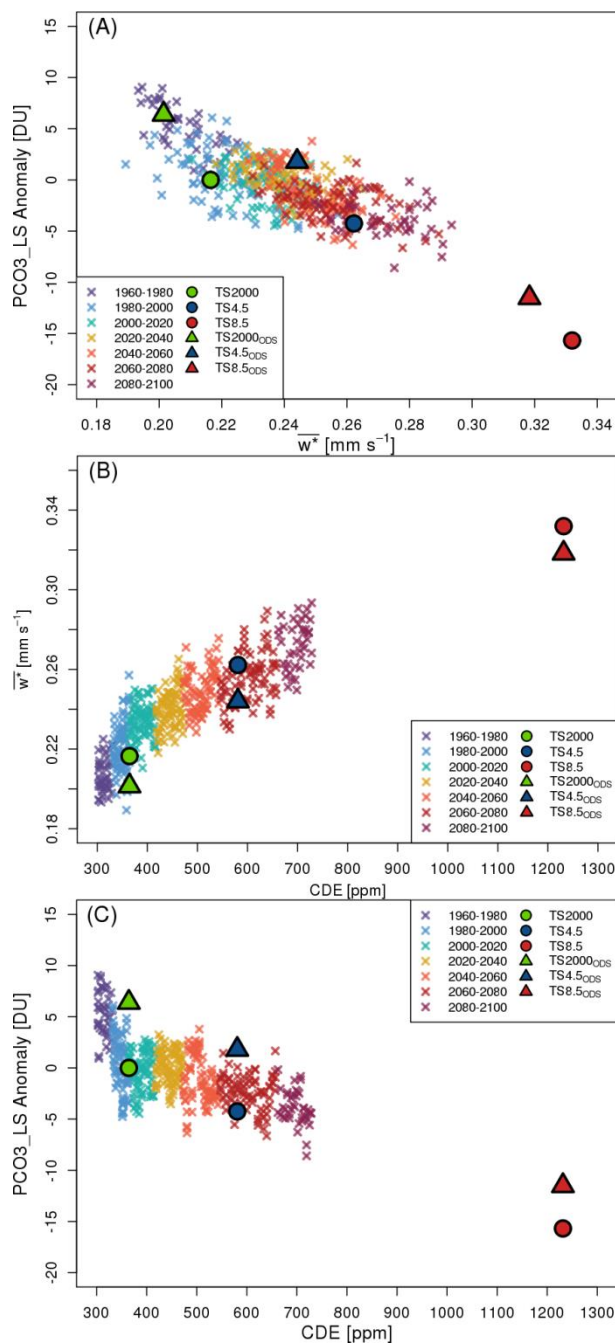 (A)
PCO3_LS Anomaly [DU]
15
10
5
0
-5
-10
-15
-20
1960-1980 TS2000
1980-2000 TS4.5
2000-2020 TS8.5
2020-2040 TS2000ODS
2040-2060 TS4.5ODS
2060-2080 TS8.5ODS
2080-2100
0.18 0.20 0.22 0.24 0.26 0.28 0.30 0.32 0.34
w* [mm s⁻¹]
(B)
w* [mm s⁻¹]
0.34
0.30
0.26
0.22
0.18
1960-1980 TS2000
1980-2000 TS4.5
2000-2020 TS8.5
2020-2040 TS2000ODS
2040-2060 TS4.5ODS
2060-2080 TS8.5ODS
2080-2100
300 400 500 600 700 800 900 1000 1100 1200 1300
CDE [ppm]
(C)
PCO3_LS Anomaly [DU]
15
10
5
0
-5
-10
-15
-20
1960-1980 TS2000
1980-2000 TS4.5
2000-2020 TS8.5
2020-2040 TS2000ODS
2040-2060 TS4.5ODS
2060-2080 TS8.5ODS
2080-2100
300 400 500 600 700 800 900 1000 1100 1200 1300
CDE [ppm]